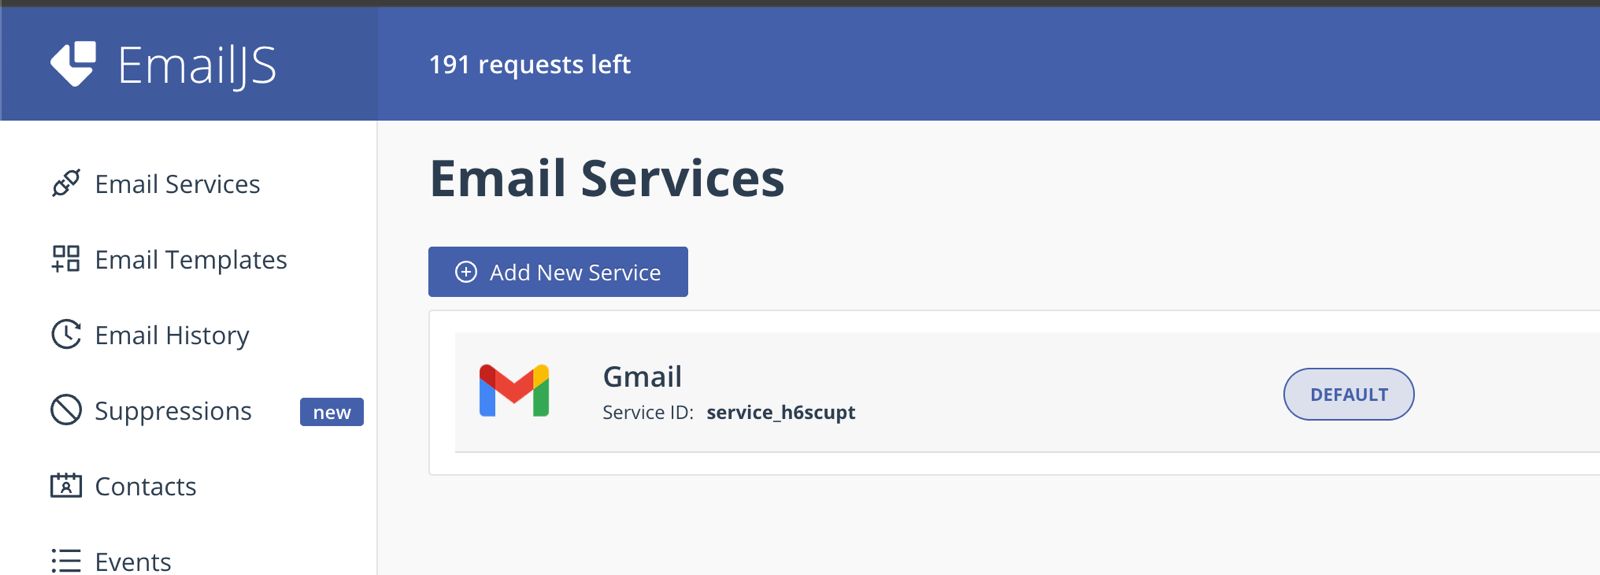 EmailJS
191 requests left
Email Services
Email Templates
Email History
Suppressions new
Contacts
Events
Email Services
Add New Service
Gmail
Service ID: service_h6scupt
DEFAULT